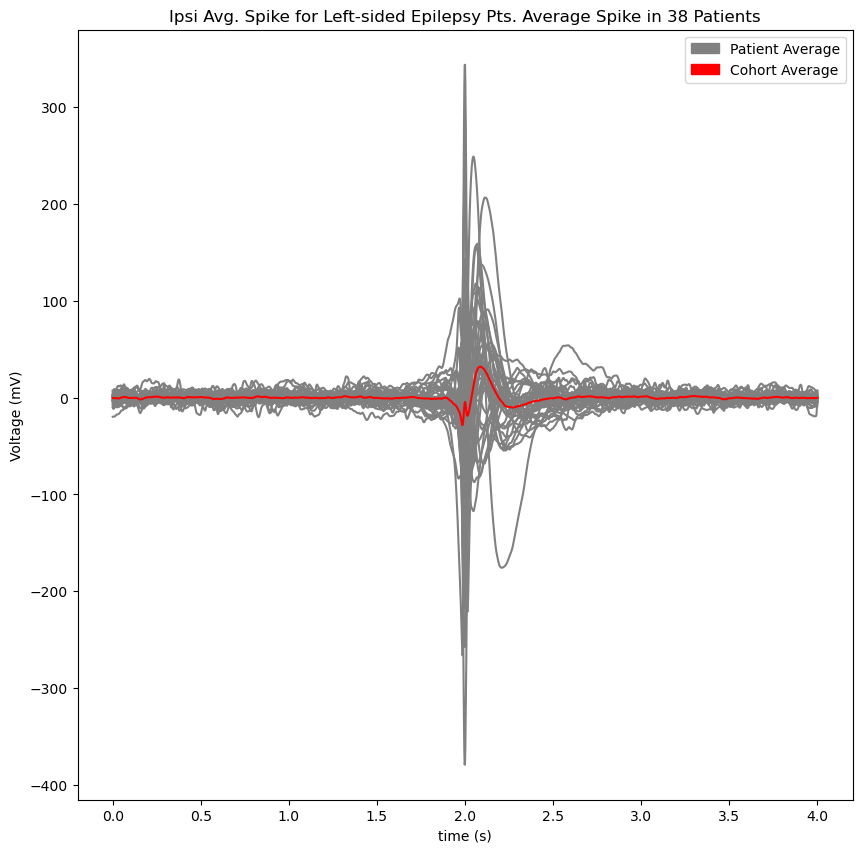 Ipsi Avg. Spike for Left-sided Epilepsy Pts. Average Spike in 38 Patients
Patient Average
Cohort Average
300
200
100
0
−100
−200
−300
−400
Voltage (mV)
0.0 0.5 1.0 1.5 2.0 2.5 3.0 3.5 4.0
time (s)